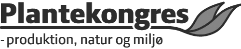 Plantekongres
- produktion, natur og miljø